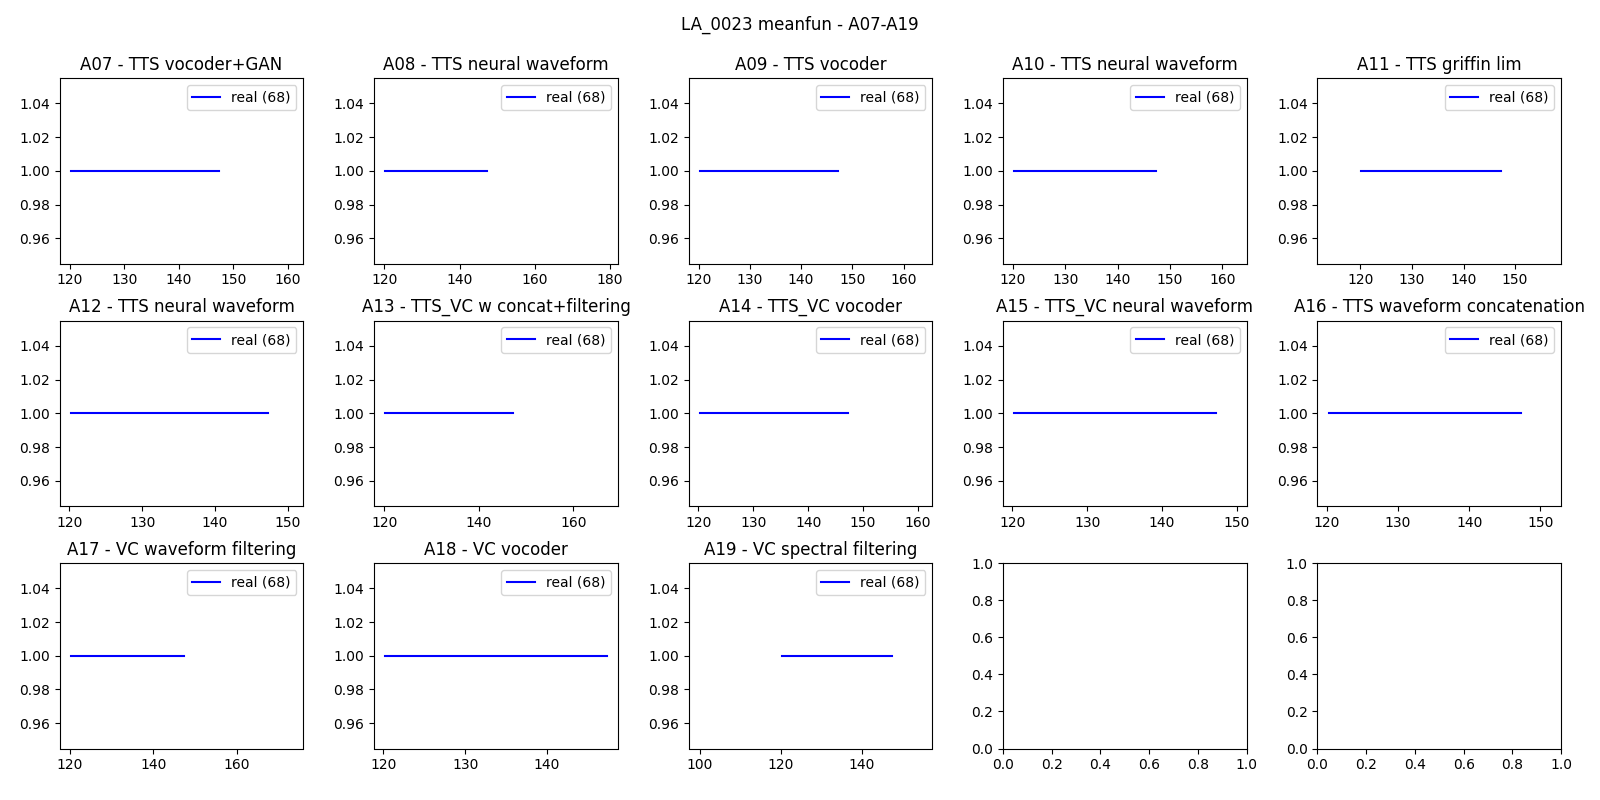 LA_0023 meanfun - A07-A19
A07 - TTS vocoder+GAN
real (68)
1.04
1.02
1.00
0.98
0.96
120 130 140 150 160
A08 - TTS neural waveform
real (68)
1.04
1.02
1.00
0.98
0.96
120 140 160 180
A09 - TTS vocoder
real (68)
1.04
1.02
1.00
0.98
0.96
120 130 140 150 160
A10 - TTS neural waveform
real (68)
1.04
1.02
1.00
0.98
0.96
120 130 140 150 160
A11 - TTS griffin lim
real (68)
1.04
1.02
1.00
0.98
0.96
120 130 140 150
A12 - TTS neural waveform
real (68)
1.04
1.02
1.00
0.98
0.96
120 130 140 150
A13 - TTS_VC w concat+filtering
real (68)
1.04
1.02
1.00
0.98
0.96
120 140 160
A14 - TTS_VC vocoder
real (68)
1.04
1.02
1.00
0.98
0.96
120 130 140 150 160
A15 - TTS_VC neural waveform
real (68)
1.04
1.02
1.00
0.98
0.96
120 130 140 150
A16 - TTS waveform concatenation
real (68)
1.04
1.02
1.00
0.98
0.96
120 130 140 150
A17 - VC waveform filtering
real (68)
1.04
1.02
1.00
0.98
0.96
120 140 160
A18 - VC vocoder
real (68)
1.04
1.02
1.00
0.98
0.96
120 130 140
A19 - VC spectral filtering
real (68)
1.04
1.02
1.00
0.98
0.96
100 120 140
1.0
0.8
0.6
0.4
0.2
0.0
0.0 0.2 0.4 0.6 0.8 1.0
1.0
0.8
0.6
0.4
0.2
0.0
0.0 0.2 0.4 0.6 0.8 1.0